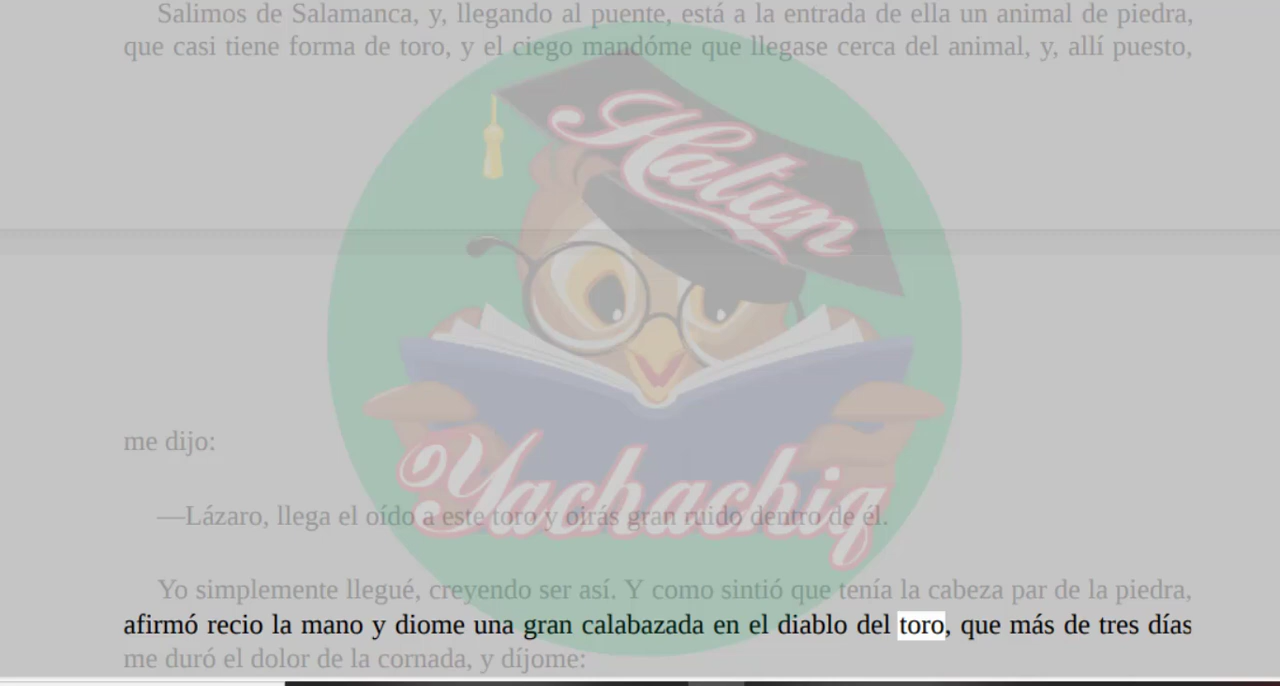 Salimos de Salamanca, y, llegando al puente, está a la entrada de ella un animal de piedra,
que casi tiene forma de toro, y el ciego mandóme que llegase cerca del animal, y, allí puesto,
Hatun
me dijo:
Yachachiq
—Lázaro, llega el oído a este toro y oirás gran ruido dentro de él.
Yo simplemente llegué, creyendo ser así. Y como sintió que tenía la cabeza par de la piedra,
afirmó recio la mano y diome una gran calabazada en el diablo del toro, que más de tres días
me duró el dolor de la cornada, y díjome: